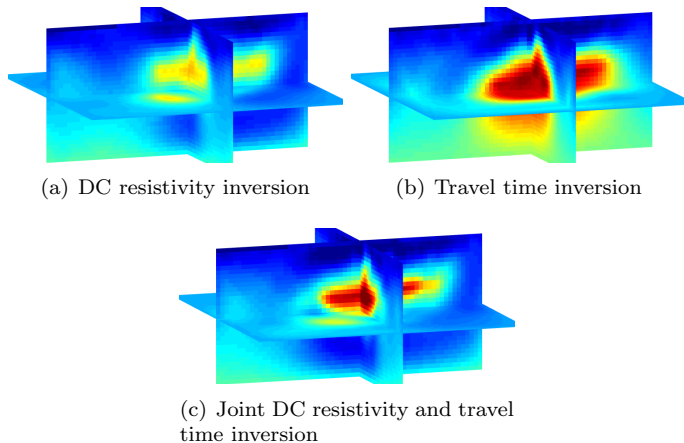 (a) DC resistivity inversion
(b) Travel time inversion
(c) Joint DC resistivity and travel
time inversion